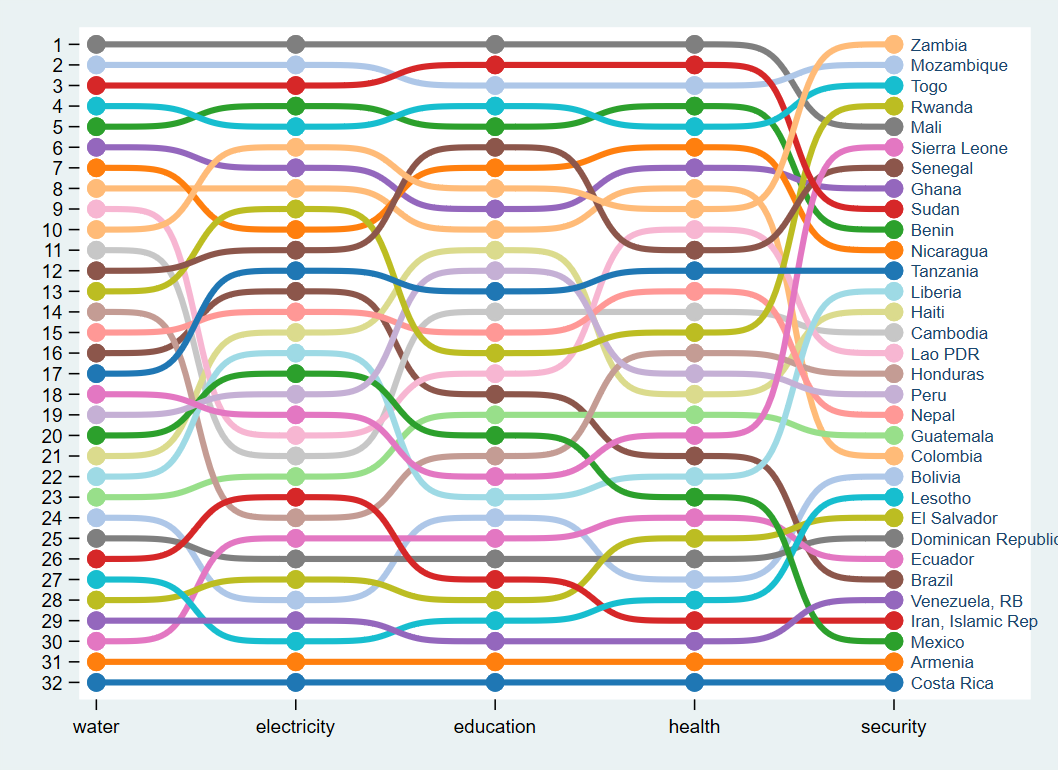 1 Zambia
2 Mozambique
3 Togo
4 Rwanda
5 Mali
6 Sierra Leone
7 Senegal
8 Ghana
9 Sudan
10 Benin
11 Nicaragua
12 Tanzania
13 Liberia
14 Haiti
15 Cambodia
16 Lao PDR
17 Honduras
18 Peru
19 Nepal
20 Guatemala
21 Colombia
22 Bolivia
23 Lesotho
24 El Salvador
25 Dominican Republic
26 Ecuador
27 Brazil
28 Venezuela, RB
29 Iran, Islamic Rep
30 Mexico
31 Armenia
32 Costa Rica
water electricity education health security